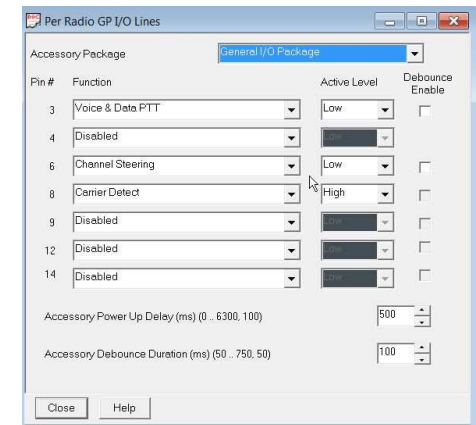 Per Radio GP I/O Lines
Accessory Package General I/O Package
Pin # Function Active Level Debounce Enable
3 Voice & Data PTT Low
4 Disabled Low
6 Channel Steering Low
8 Carrier Detect High
9 Disabled Low
12 Disabled Low
14 Disabled Low
Accessory Power Up Delay (ms) (0 .. 6300, 100) 500
Accessory Debounce Duration (ms) (50 .. 750, 50) 100
Close Help